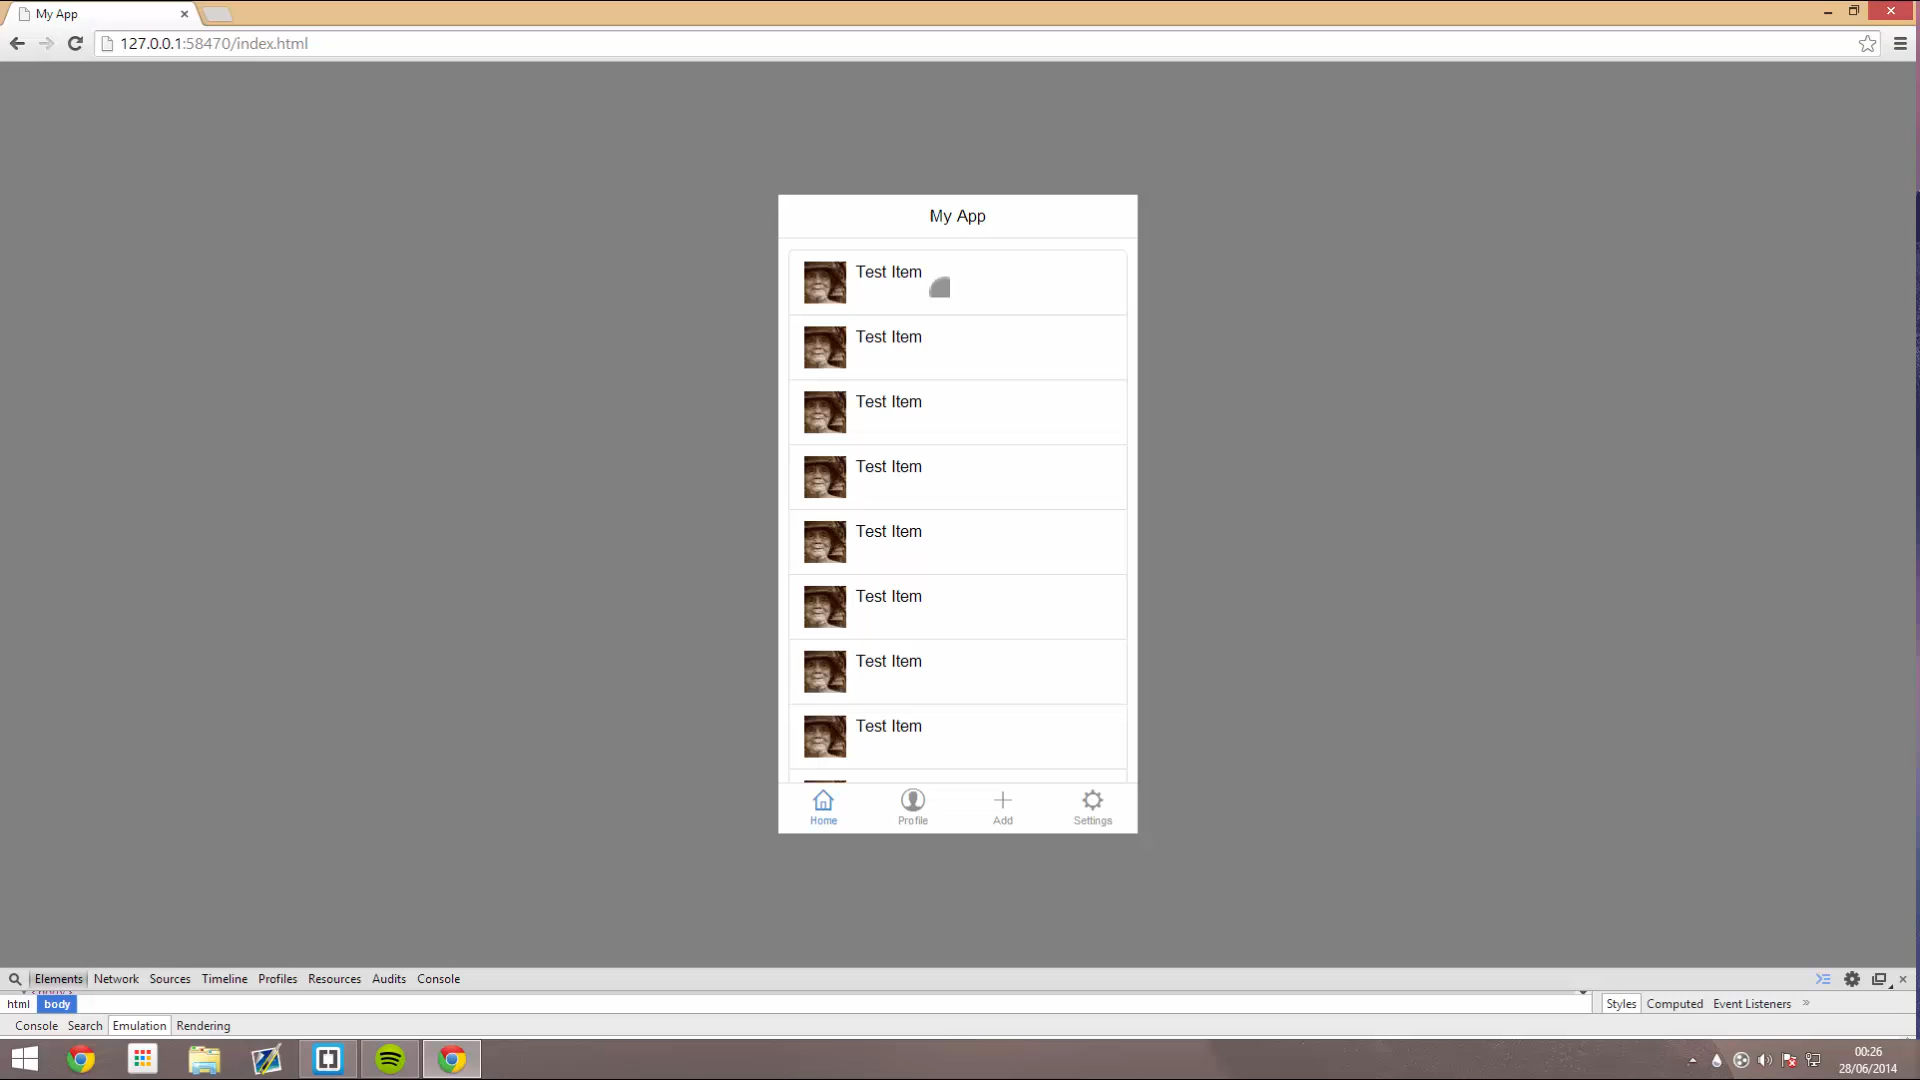 My App
127.0.0.1:58470/index.html
My App
Test Item
Test Item
Test Item
Test Item
Test Item
Test Item
Test Item
Test Item
Home Profile Add Settings
Elements Network Sources Timeline Profiles Resources Audits Console
html body Styles Computed Event Listeners »
Console Search Emulation Rendering
00:26
28/06/2014